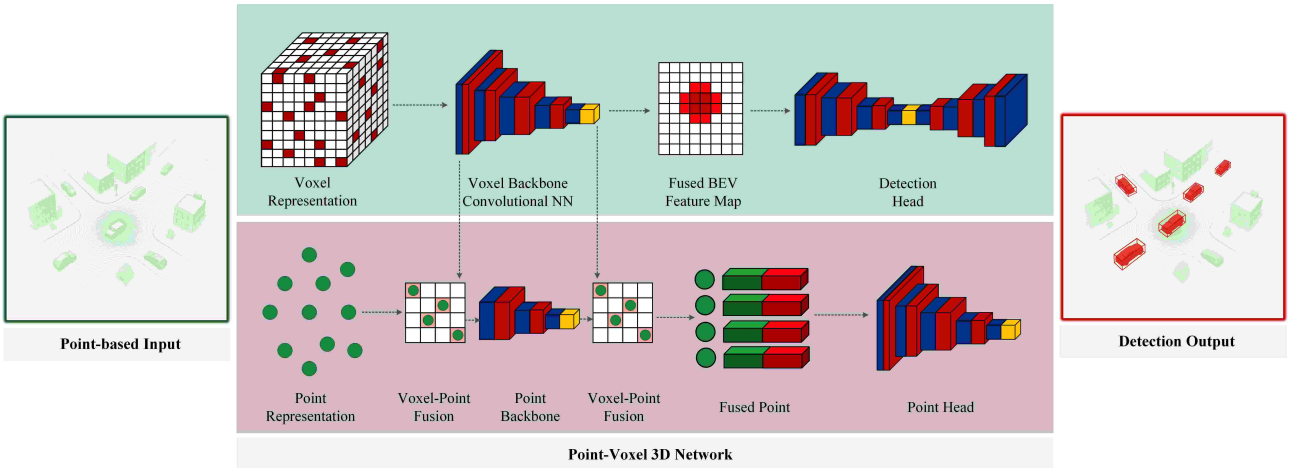 Voxel
Representation
Voxel Backbone
Convolutional NN
Fused BEV
Feature Map
Detection
Head
Point-based Input
Detection Output
Point
Representation
Voxel-Point
Fusion
Point
Backbone
Voxel-Point
Fusion
Fused Point
Point Head
Point-Voxel 3D Network